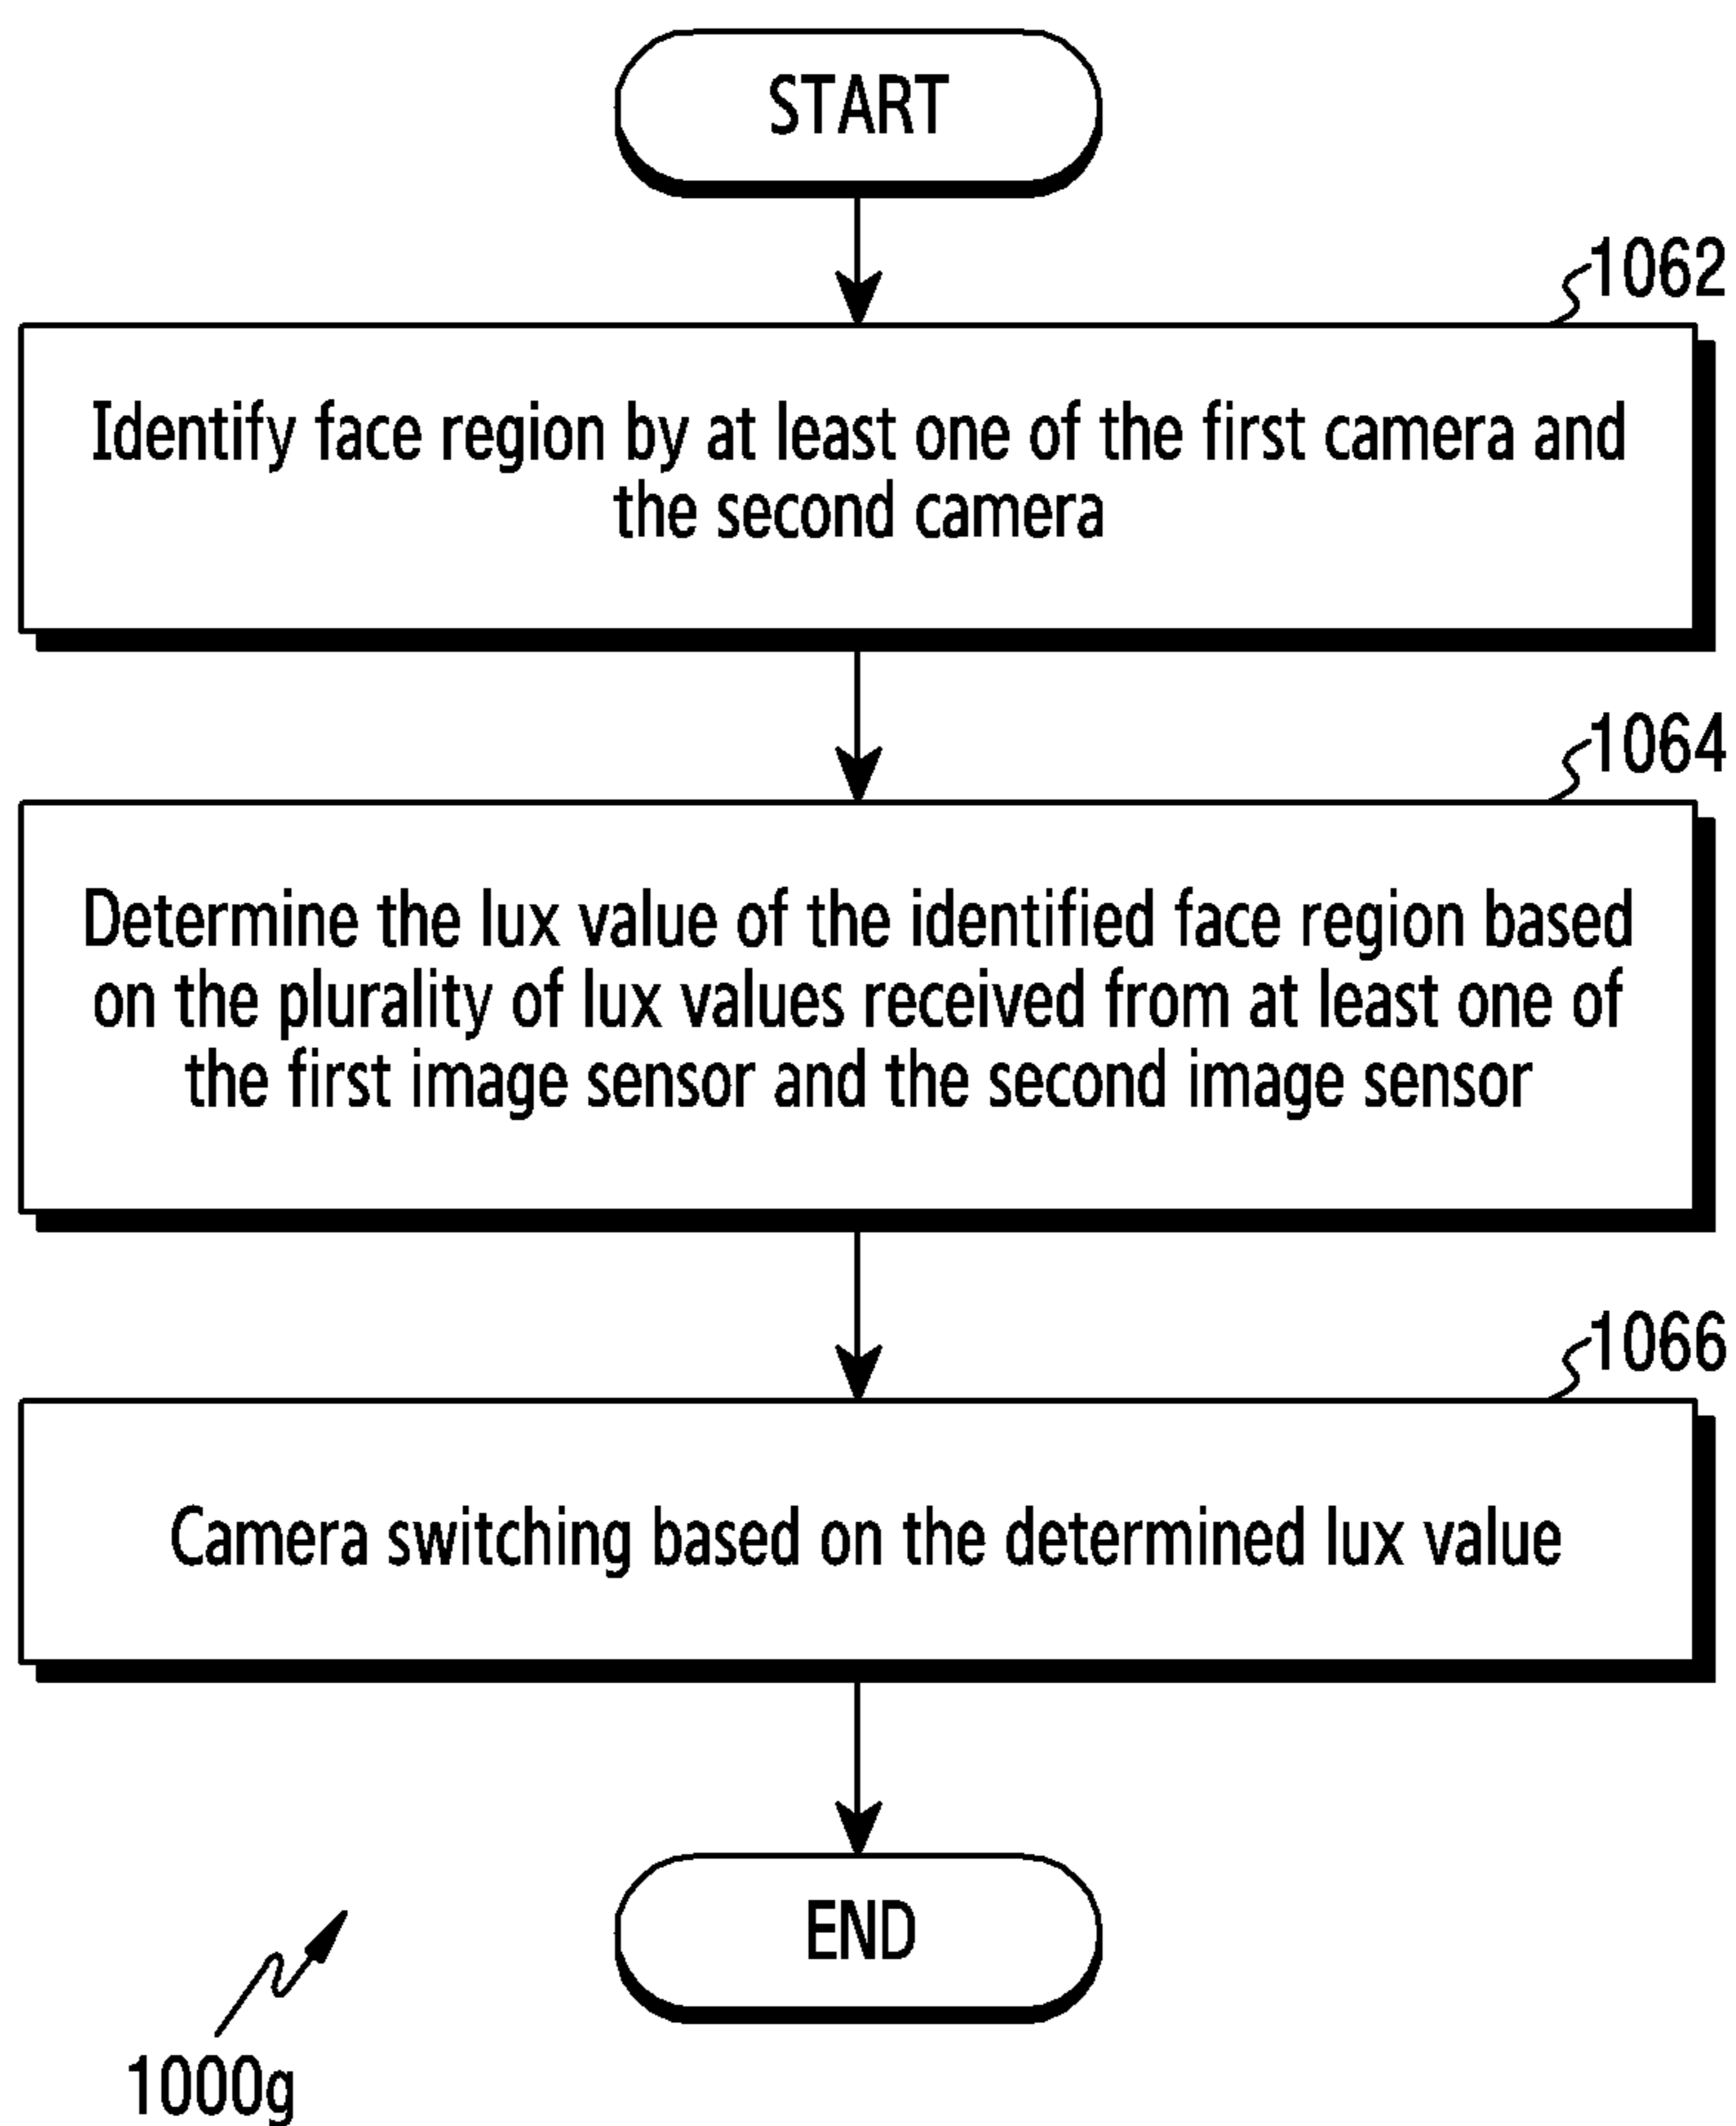 START
1062
Identify face region by at least one of the first camera and
the second camera
1064
Determine the lux value of the identified face region based
on the plurality of lux values received from at least one of
the first image sensor and the second image sensor
1066
Camera switching based on the determined lux value
END
1000g